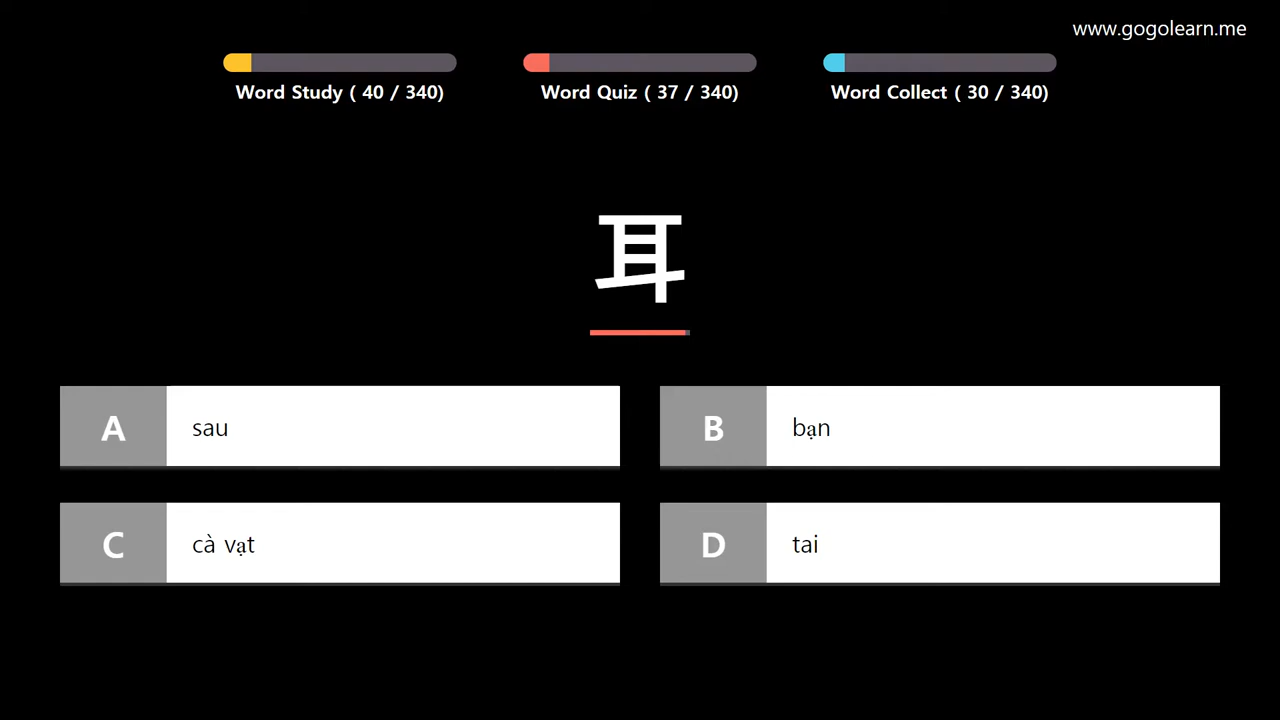 www.gogolearn.me
Word Study ( 40 / 340)
Word Quiz ( 37 / 340)
Word Collect ( 30 / 340)
耳
A sau
B bạn
C cà vạt
D tai